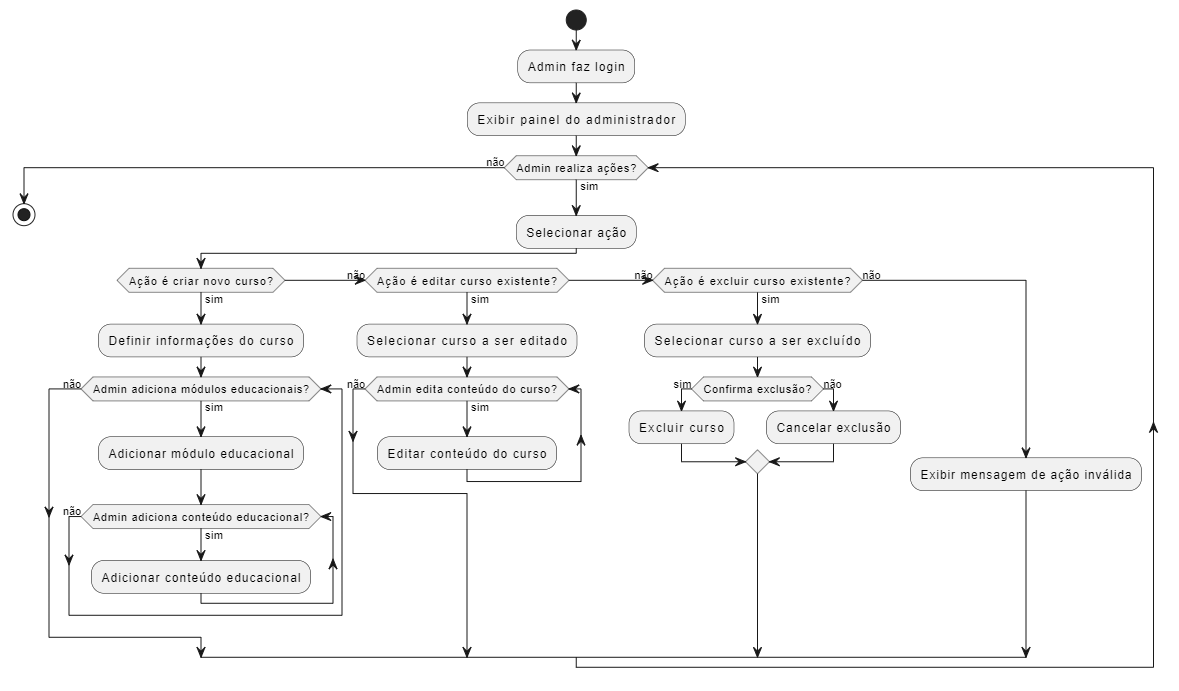 Admin faz login
Exibir painel do administrador
Admin realiza ações?
não
sim
Selecionar ação
Ação é criar novo curso?
sim
não
Ação é editar curso existente?
sim
não
Ação é excluir curso existente?
sim
não
Definir informações do curso
Selecionar curso a ser editado
Selecionar curso a ser excluído
não
Admin adiciona módulos educacionais?
sim
não
Admin edita conteúdo do curso?
sim
sim
Confirma exclusão?
não
Excluir curso
Cancelar exclusão
Adicionar módulo educacional
Editar conteúdo do curso
Exibir mensagem de ação inválida
não
Admin adiciona conteúdo educacional?
sim
Adicionar conteúdo educacional